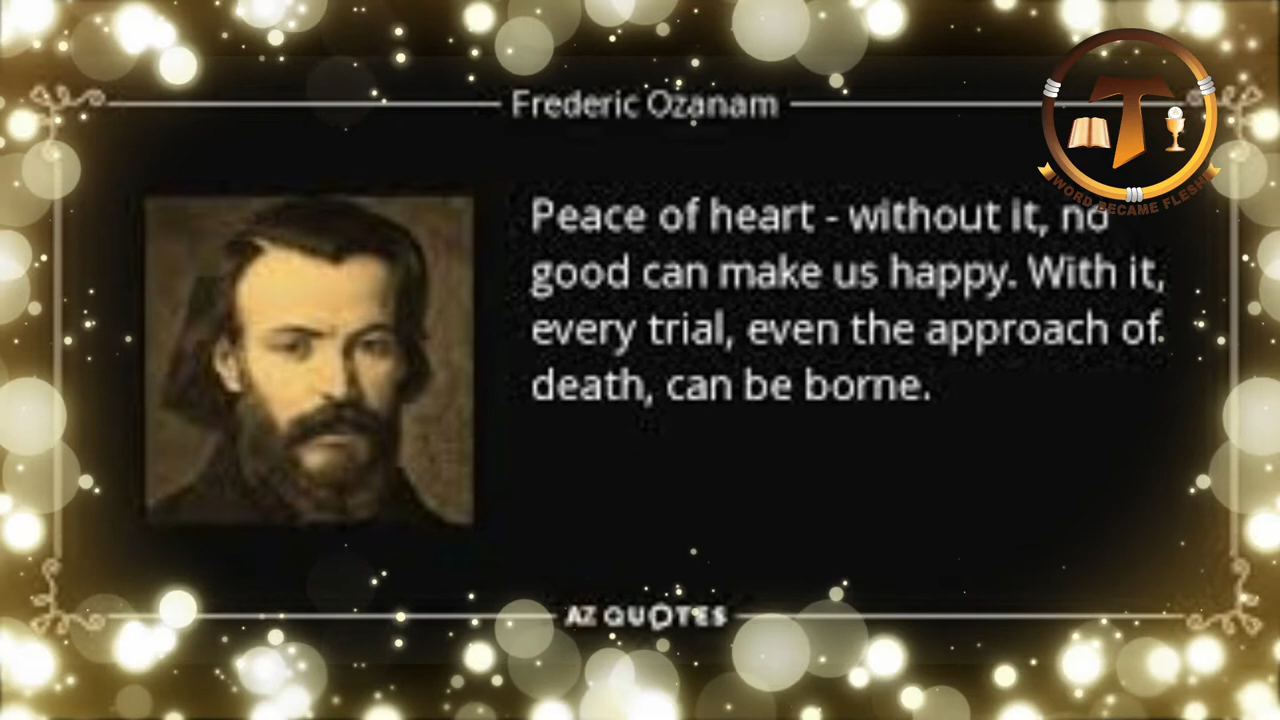 Frederic Ozanam
WORD BECAME FLESH
Peace of heart - without it, no
good can make us happy. With it,
every trial, even the approach of
death, can be borne.
AZ QUOTES